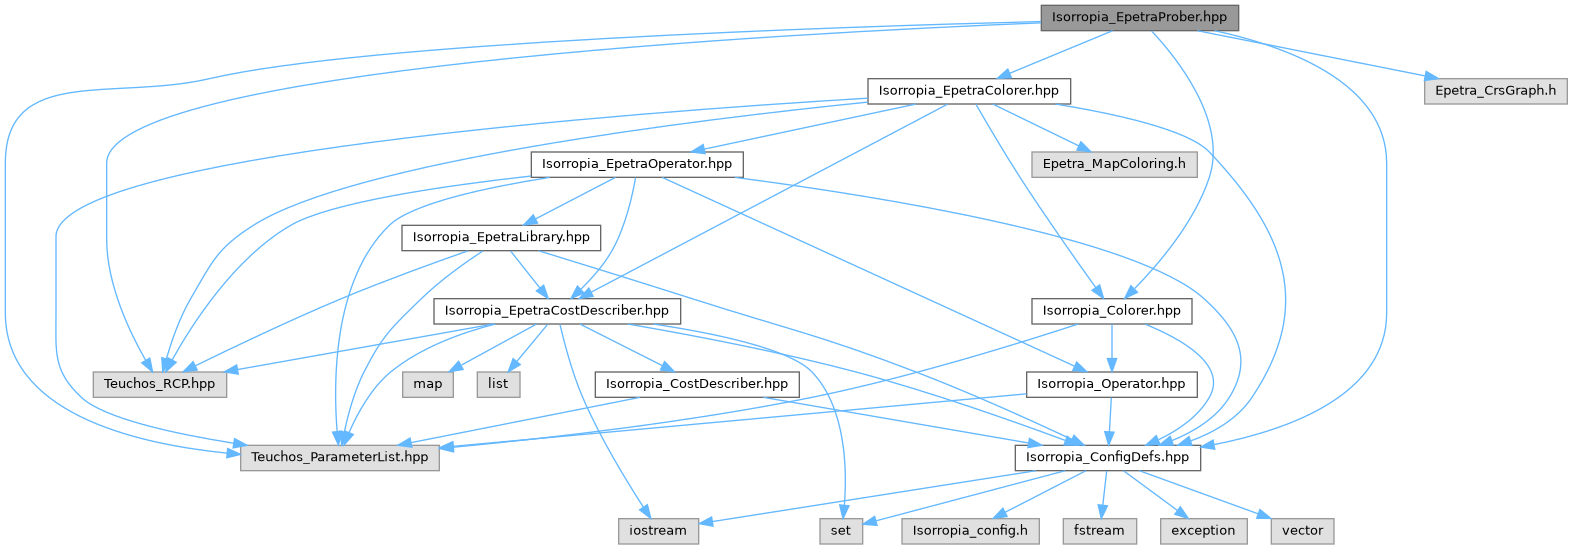 Isorropia_EpetraProber.hpp
Isorropia_EpetraColorer.hpp
Epetra_CrsGraph.h
Isorropia_EpetraOperator.hpp
Epetra_MapColoring.h
Isorropia_EpetraLibrary.hpp
Isorropia_EpetraCostDescriber.hpp
Isorropia_Colorer.hpp
Teuchos_RCP.hpp
map
list
Isorropia_CostDescriber.hpp
Isorropia_Operator.hpp
Teuchos_ParameterList.hpp
Isorropia_ConfigDefs.hpp
iostream
set
Isorropia_config.h
fstream
exception
vector